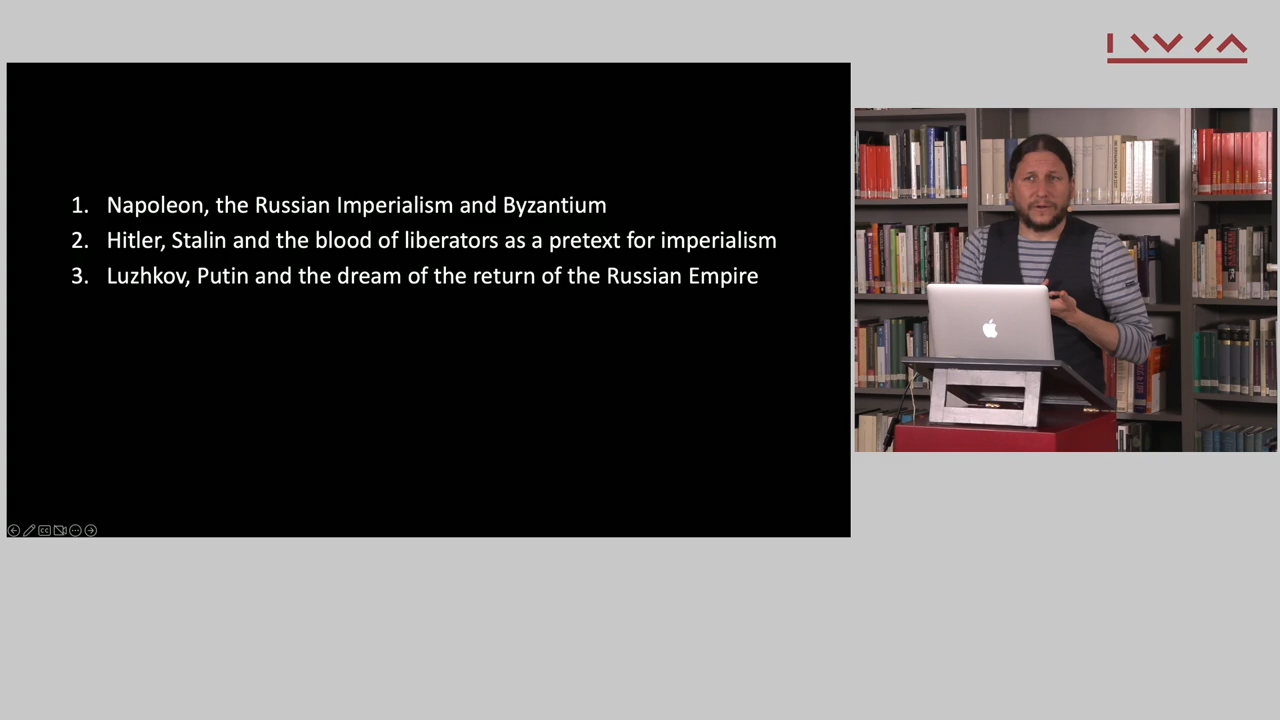 1. Napoleon, the Russian Imperialism and Byzantium
2. Hitler, Stalin and the blood of liberators as a pretext for imperialism
3. Luzhkov, Putin and the dream of the return of the Russian Empire